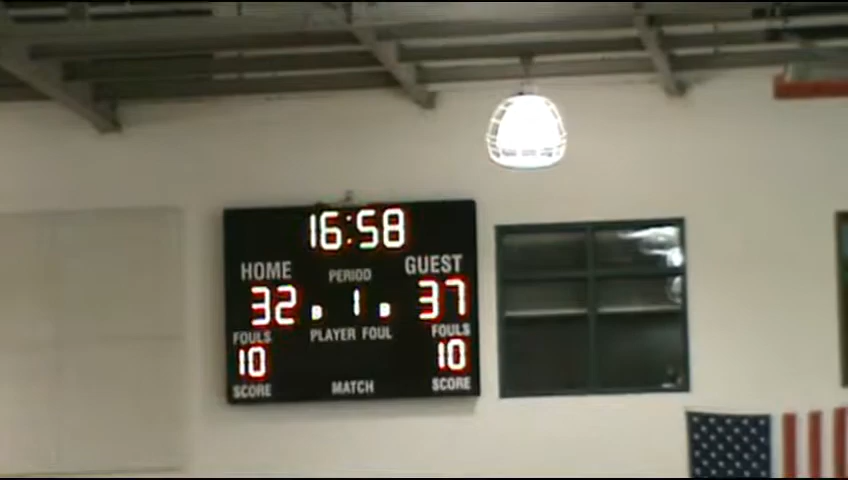 16:58
HOME PERIOD GUEST
32 B 1 B 37
FOULS PLAYER FOUL FOULS
10 10
SCORE MATCH SCORE